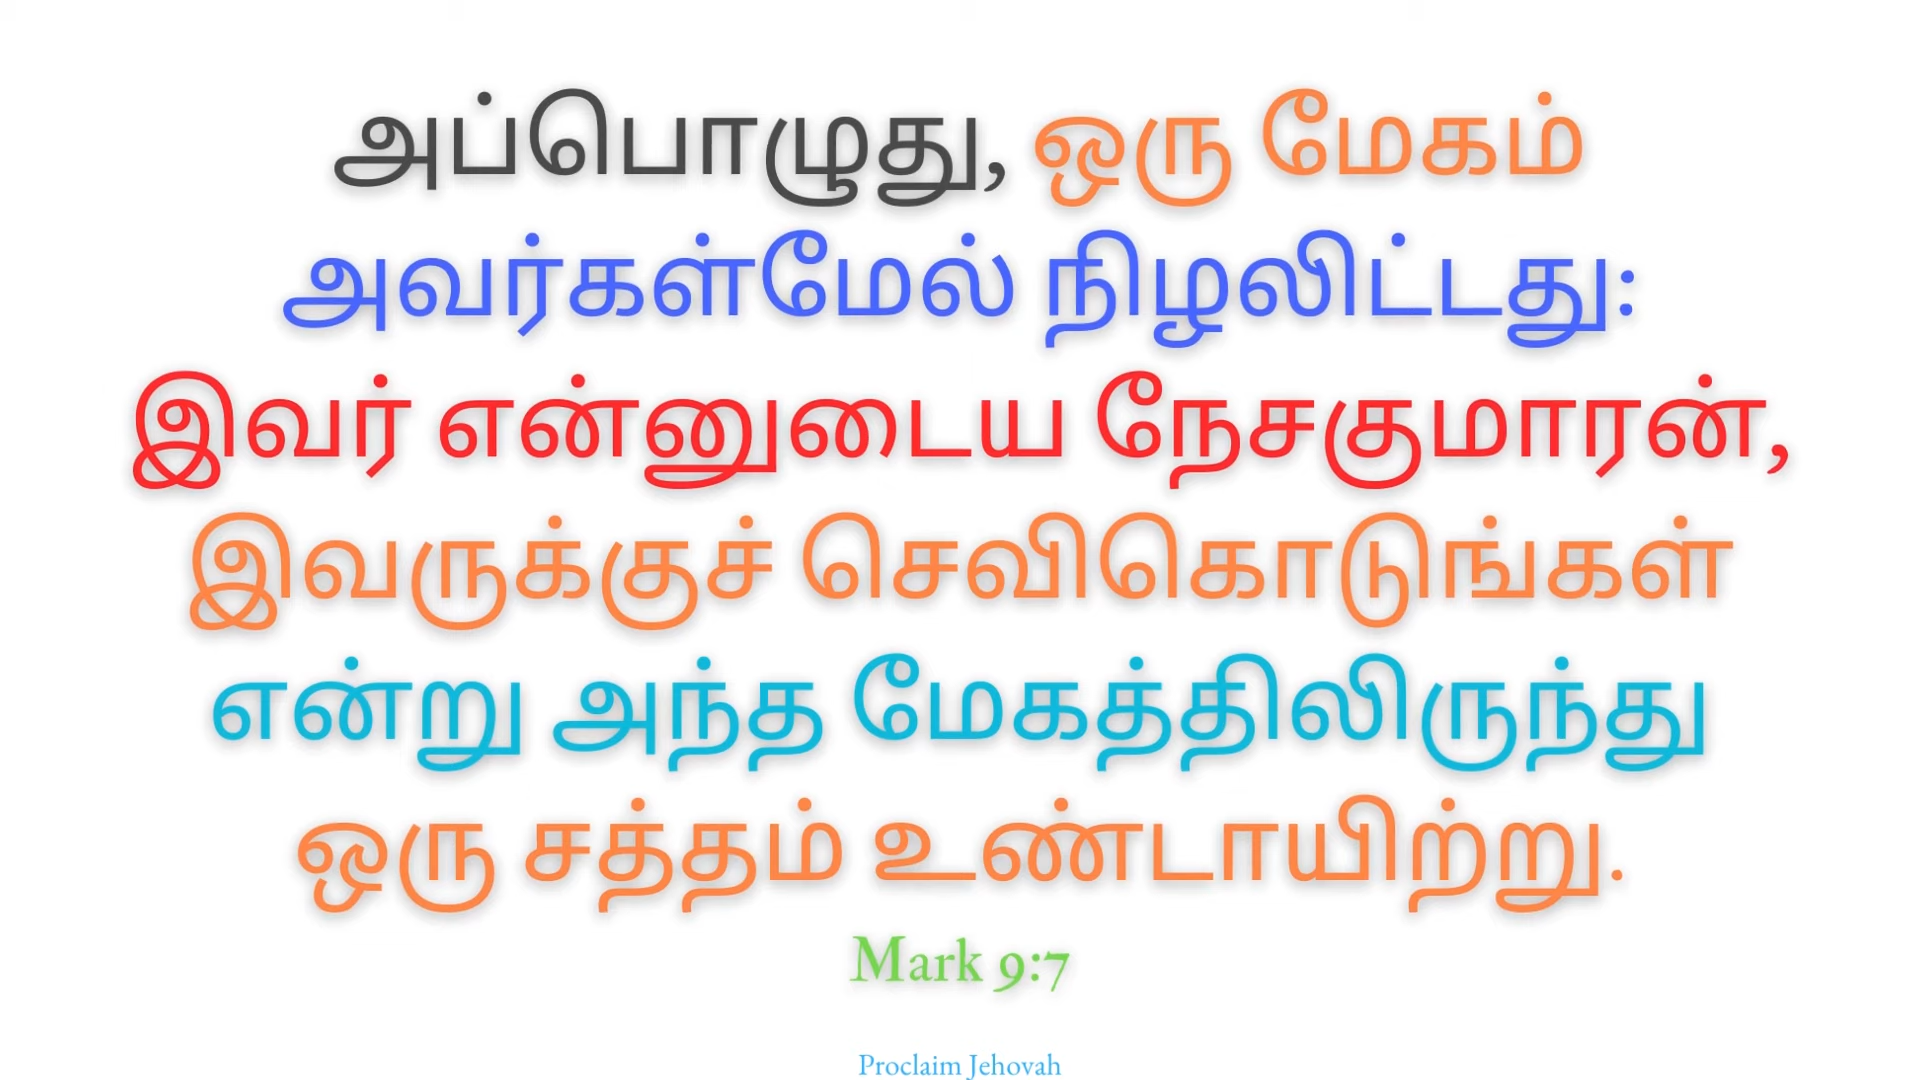 அப்பொழுது, ஒரு மேகம்
அவர்கள்மேல் நிழலிட்டது:
இவர் என்னுடைய நேசகுமாரன்,
இவருக்குச் செவிகொடுங்கள்
என்று அந்த மேகத்திலிருந்து
ஒரு சத்தம் உண்டாயிற்று.
Mark 9:7
Proclaim Jehovah